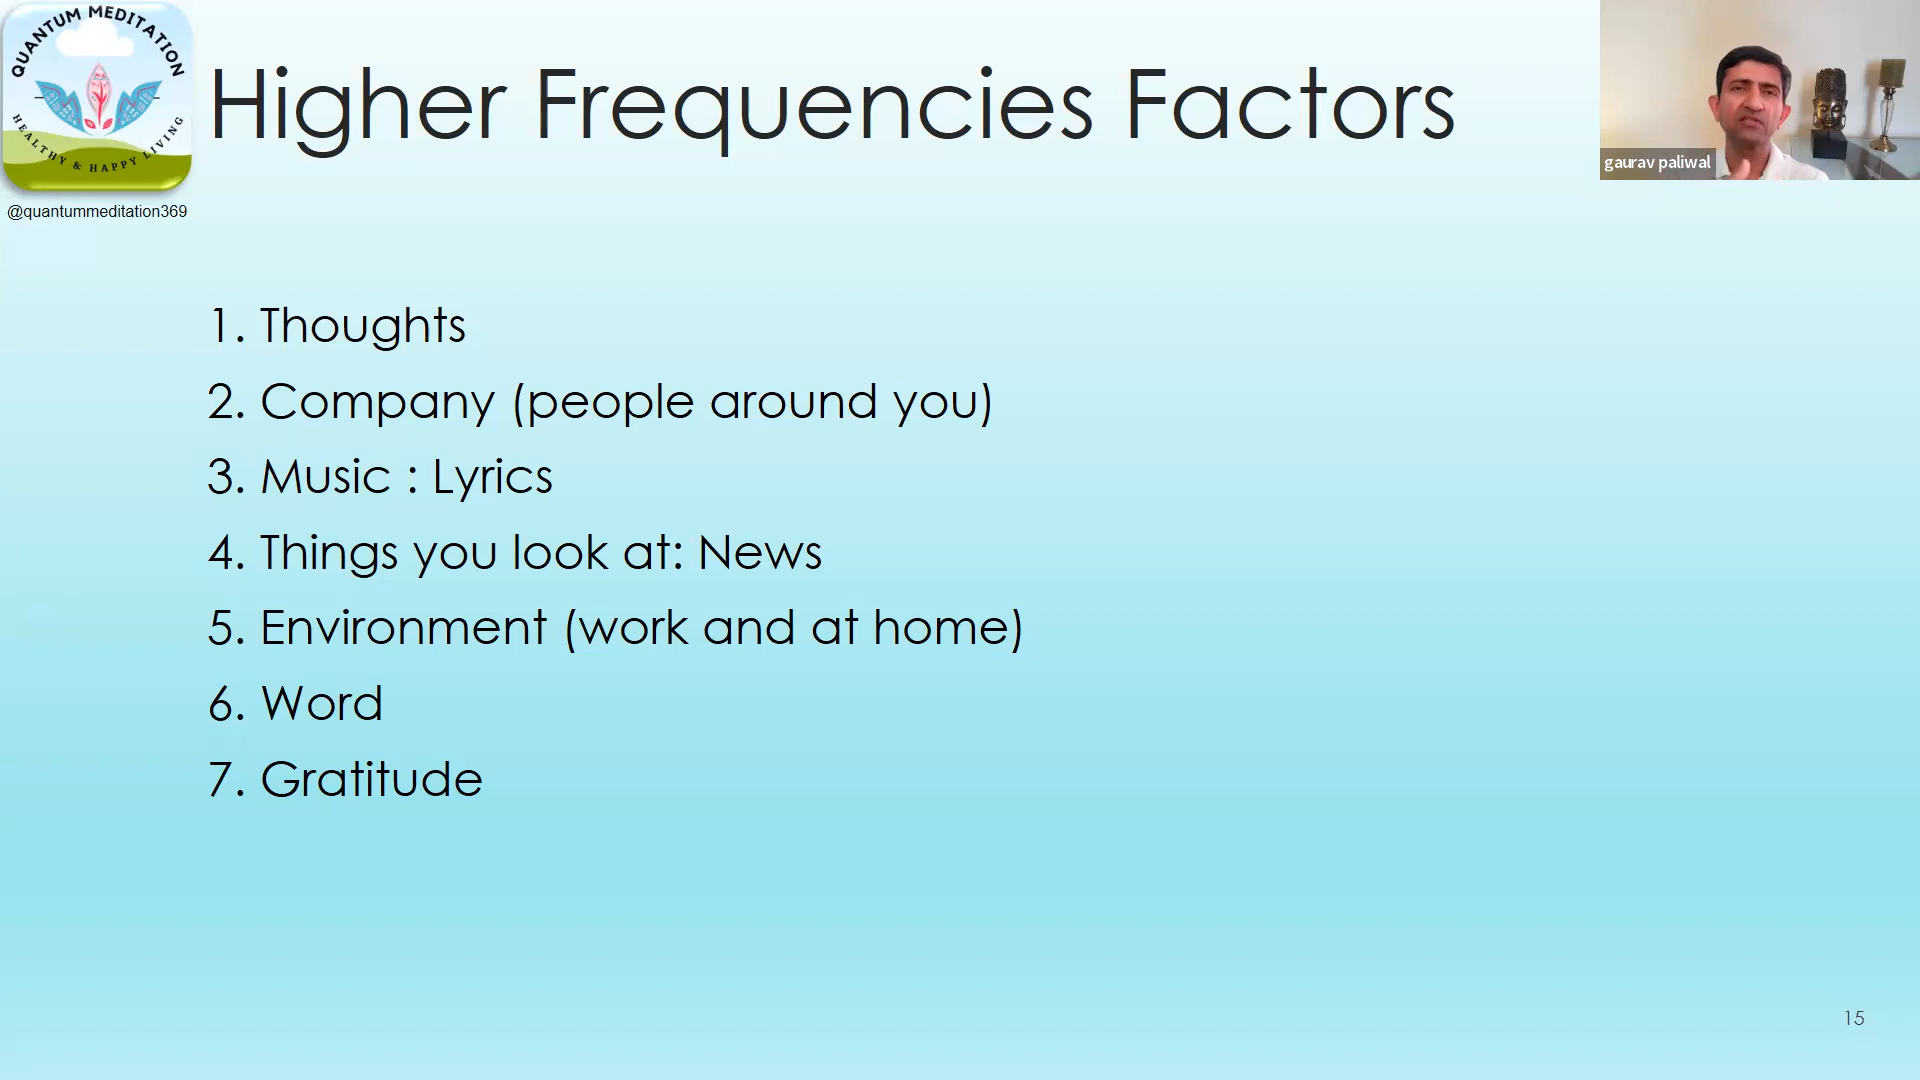 QUANTUM MEDITATION
HEALTHY & HAPPY LIVING
@quantummeditation369
Higher Frequencies Factors
gaurav paliwal
1. Thoughts
2. Company (people around you)
3. Music : Lyrics
4. Things you look at: News
5. Environment (work and at home)
6. Word
7. Gratitude
15